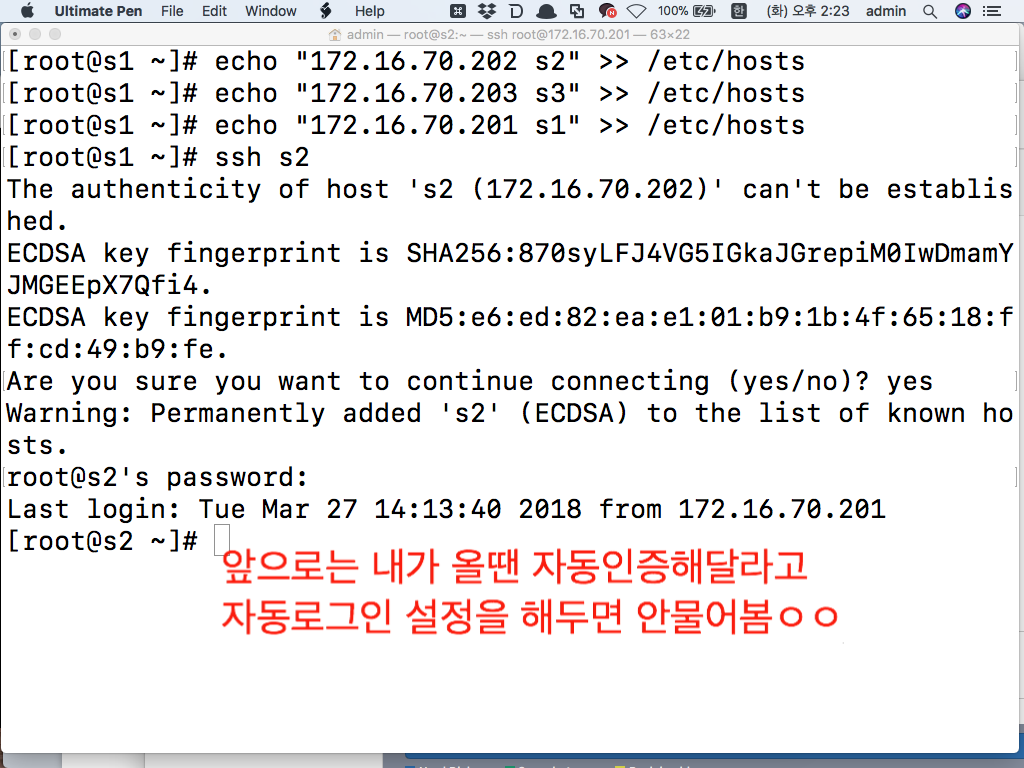 Ultimate Pen File Edit Window Help 100% 한 (화) 오후 2:23 admin
admin — root@s2:~ — ssh root@172.16.70.201 — 63×22
[root@s1 ~]# echo "172.16.70.202 s2" >> /etc/hosts
[root@s1 ~]# echo "172.16.70.203 s3" >> /etc/hosts
[root@s1 ~]# echo "172.16.70.201 s1" >> /etc/hosts
[root@s1 ~]# ssh s2
The authenticity of host 's2 (172.16.70.202)' can't be establis
hed.
ECDSA key fingerprint is SHA256:870syLFJ4VG5IGkaJGrepiM0IwDmamY
JMGEEpX7Qfi4.
ECDSA key fingerprint is MD5:e6:ed:82:ea:e1:01:b9:1b:4f:65:18:f
f:cd:49:b9:fe.
Are you sure you want to continue connecting (yes/no)? yes
Warning: Permanently added 's2' (ECDSA) to the list of known ho
sts.
root@s2's password:
Last login: Tue Mar 27 14:13:40 2018 from 172.16.70.201
[root@s2 ~]#
앞으로는 내가 올땐 자동인증해달라고
자동로그인 설정을 해두면 안물어봄ㅇㅇ